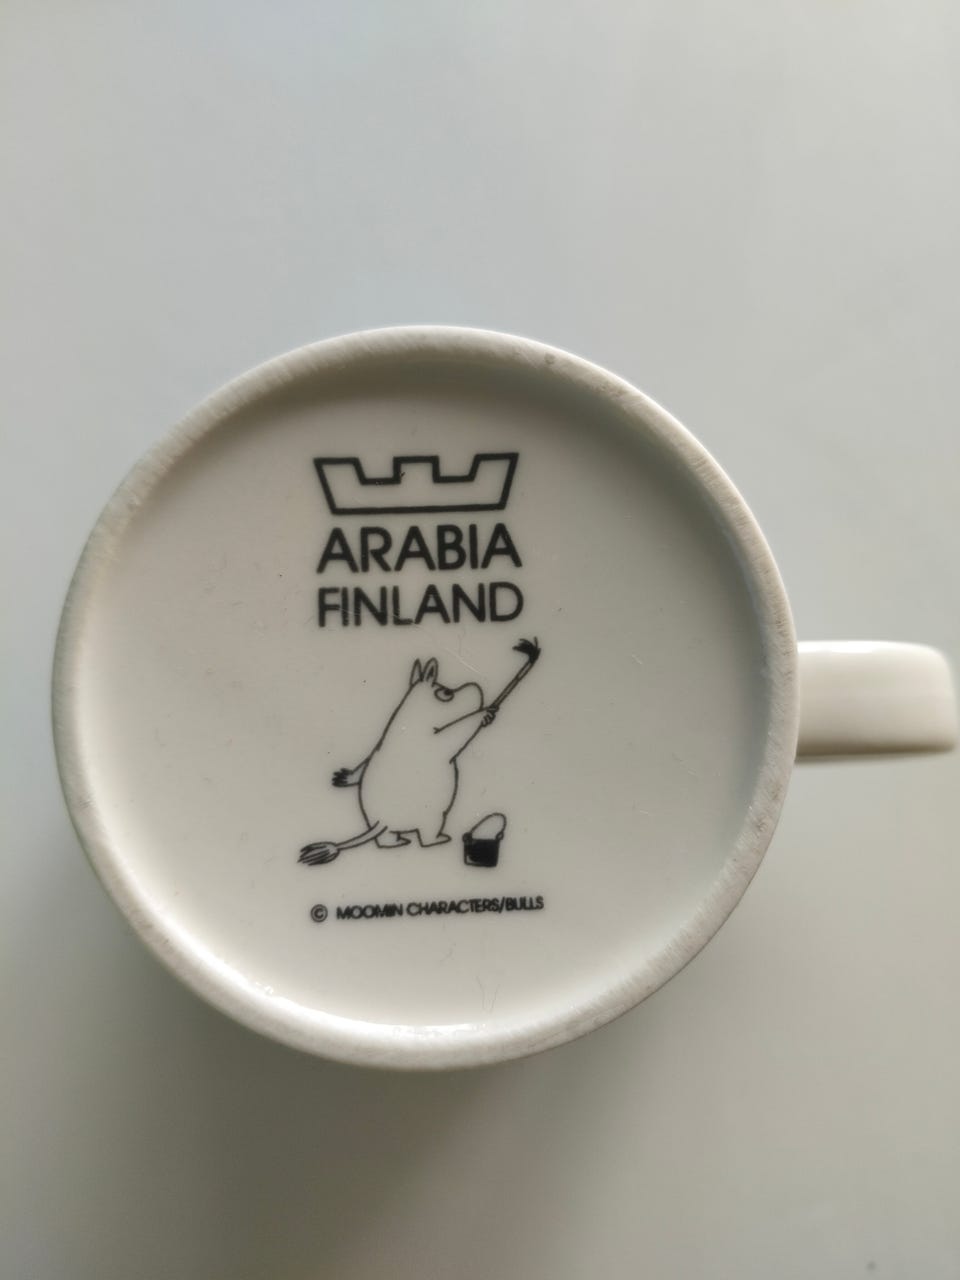 ARABIA
FINLAND
© MOOMIN CHARACTERS/BULLS